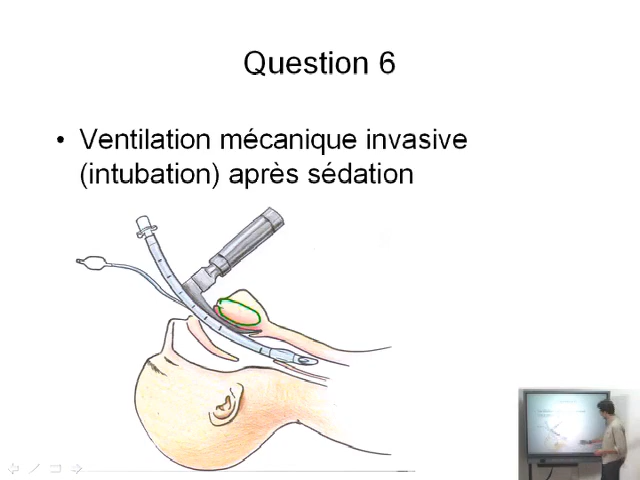 Question 6
• Ventilation mécanique invasive
(intubation) après sédation